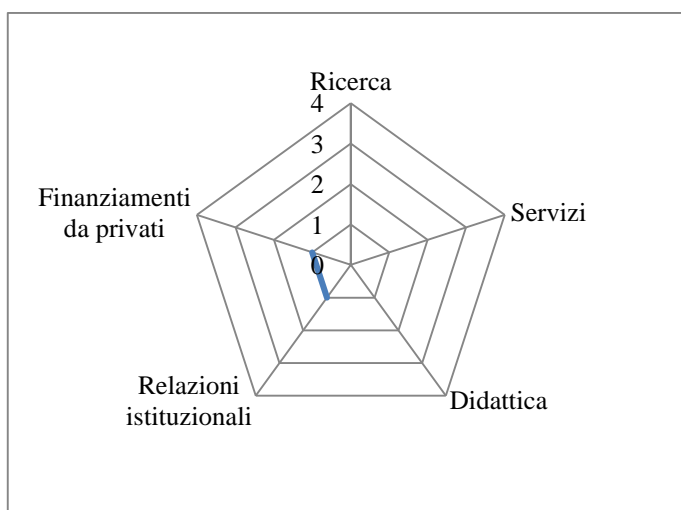 Ricerca
4
3
2
1
0
Servizi
Didattica
Relazioni
istituzionali
Finanziamenti
da privati